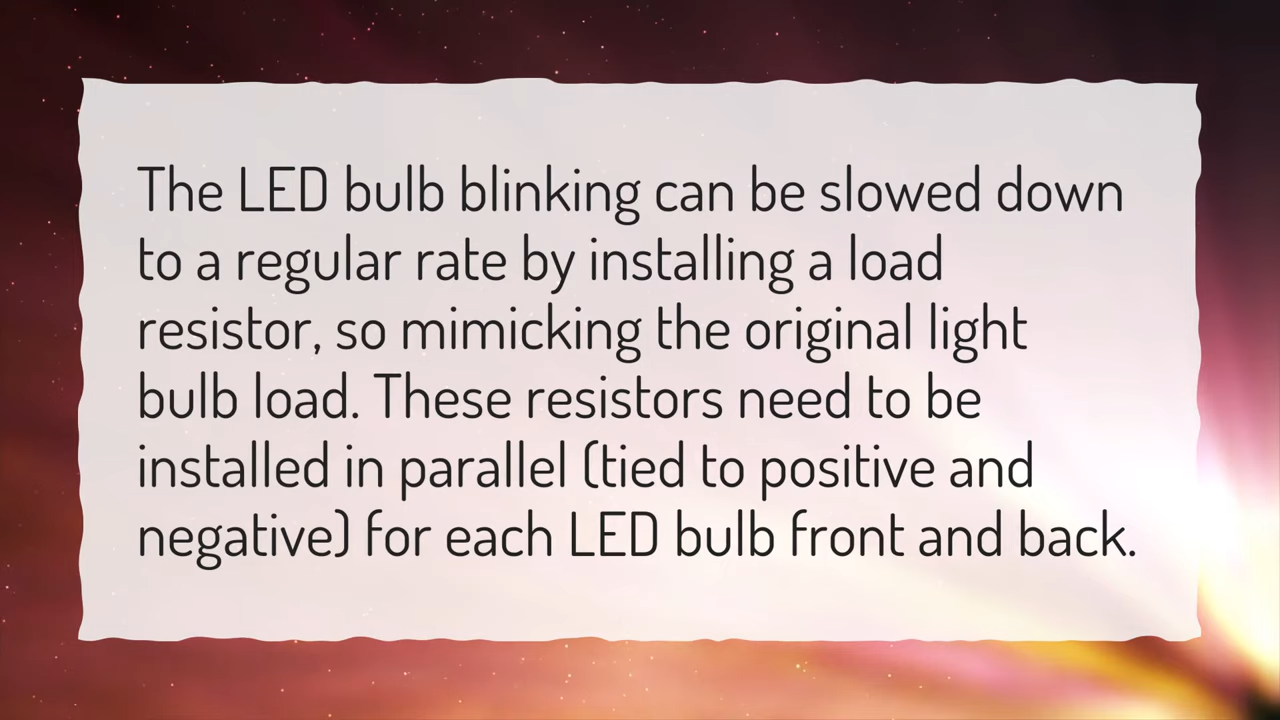 The LED bulb blinking can be slowed down
to a regular rate by installing a load
resistor, so mimicking the original light
bulb load. These resistors need to be
installed in parallel (tied to positive and
negative) for each LED bulb front and back.